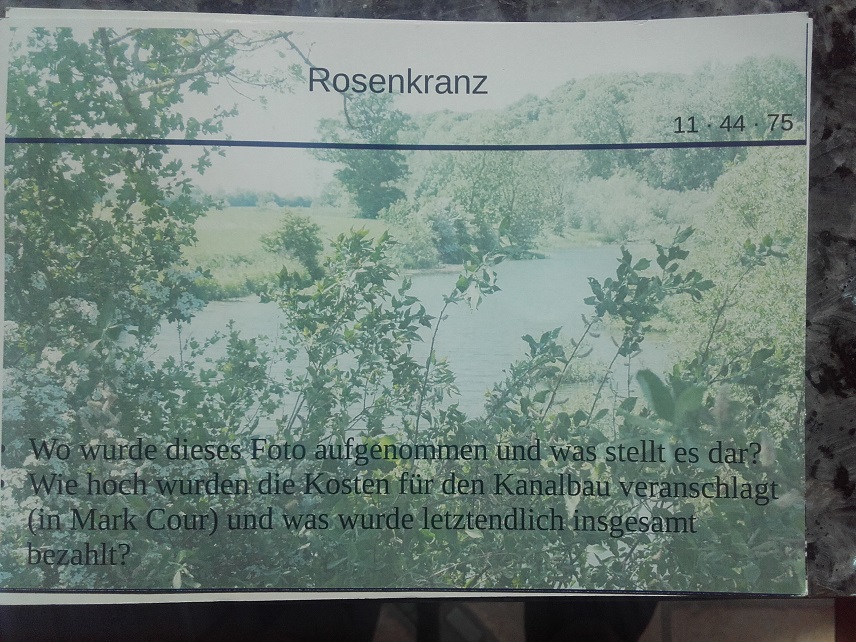 Rosenkranz
11 · 44 · 75
Wo wurde dieses Foto aufgenommen und was stellt es dar?
Wie hoch wurden die Kosten für den Kanalbau veranschlagt
(in Mark Cour) und was wurde letztendlich insgesamt
bezahlt?